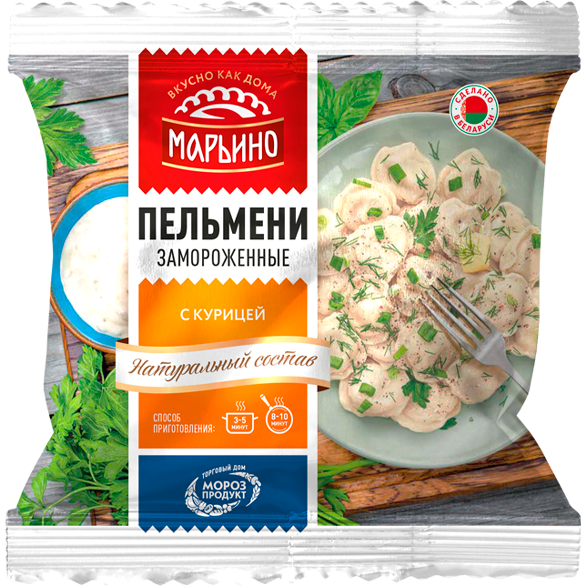 ВКУСНО КАК ДОМА
МАРЬИНО
СДЕЛАНО
В БЕЛАРУСИ
ПЕЛЬМЕНИ
ЗАМОРОЖЕННЫЕ
С КУРИЦЕЙ
Натуральный состав
СПОСОБ
ПРИГОТОВЛЕНИЯ:
3-5
МИНУТ
8-10
МИНУТ
ТОРГОВЫЙ ДОМ
МОРОЗ
ПРОДУКТ